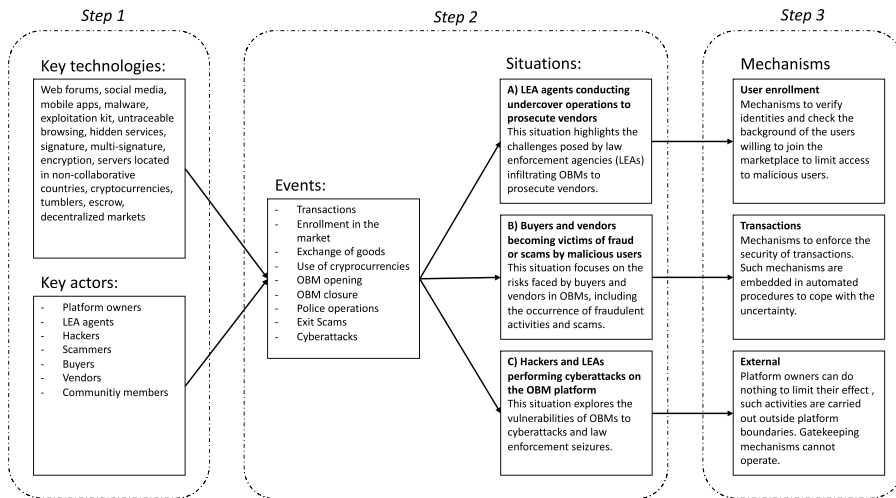 Step 1
Step 2
Step 3
Key technologies:
Web forums, social media,
mobile apps, malware,
exploitation kit, untraceable
browsing, hidden services,
signature, multi-signature,
encryption, servers located
in non-collaborative
countries, cryptocurrencies,
tumblers, escrow,
decentralized markets
Key actors:
- Platform owners
- LEA agents
- Hackers
- Scammers
- Buyers
- Vendors
- Communitiy members
Events:
- Transactions
- Enrollment in the
market
- Exchange of goods
- Use of cryprocurrencies
- OBM opening
- OBM closure
- Police operations
- Exit Scams
- Cyberattacks
Situations:
A) LEA agents conducting
undercover operations to
prosecute vendors
This situation highlights the
challenges posed by law
enforcement agencies (LEAs)
infiltrating OBMs to
prosecute vendors.
B) Buyers and vendors
becoming victims of fraud
or scams by malicious users
This situation focuses on the
risks faced by buyers and
vendors in OBMs, including
the occurrence of fraudulent
activities and scams.
C) Hackers and LEAs
performing cyberattacks on
the OBM platform
This situation explores the
vulnerabilities of OBMs to
cyberattacks and law
enforcement seizures.
Mechanisms
User enrollment
Mechanisms to verify
identities and check the
background of the users
willing to join the
marketplace to limit access
to malicious users.
Transactions
Mechanisms to enforce the
security of transactions.
Such mechanisms are
embedded in automated
procedures to cope with the
uncertainty.
External
Platform owners can do
nothing to limit their effect ,
such activities are carried
out outside platform
boundaries. Gatekeeping
mechanisms cannot
operate.